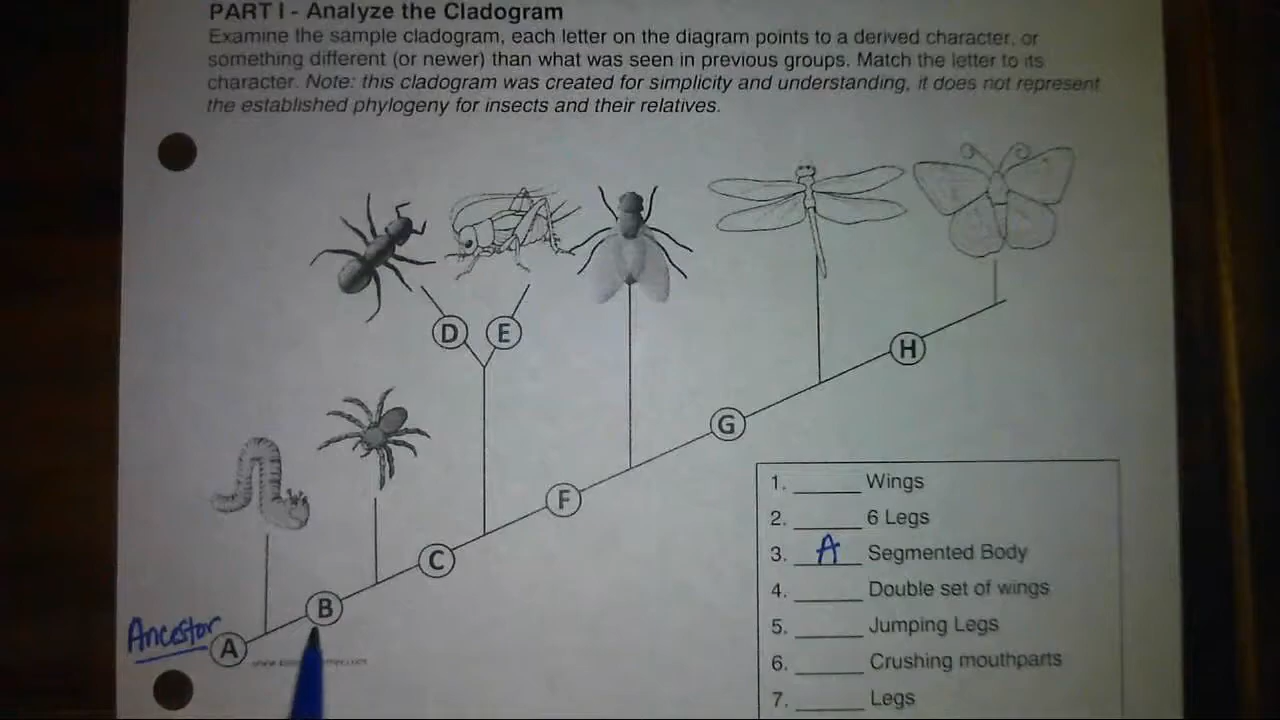 PART I - Analyze the Cladogram
Examine the sample cladogram, each letter on the diagram points to a derived character, or
something different (or newer) than what was seen in previous groups. Match the letter to its
character. Note: this cladogram was created for simplicity and understanding, it does not represent
the established phylogeny for insects and their relatives.
D E
H
G
F
C
B
Ancestor A
1. ______ Wings
2. ______ 6 Legs
3. A Segmented Body
4. ______ Double set of wings
5. ______ Jumping Legs
6. ______ Crushing mouthparts
7. ______ Legs